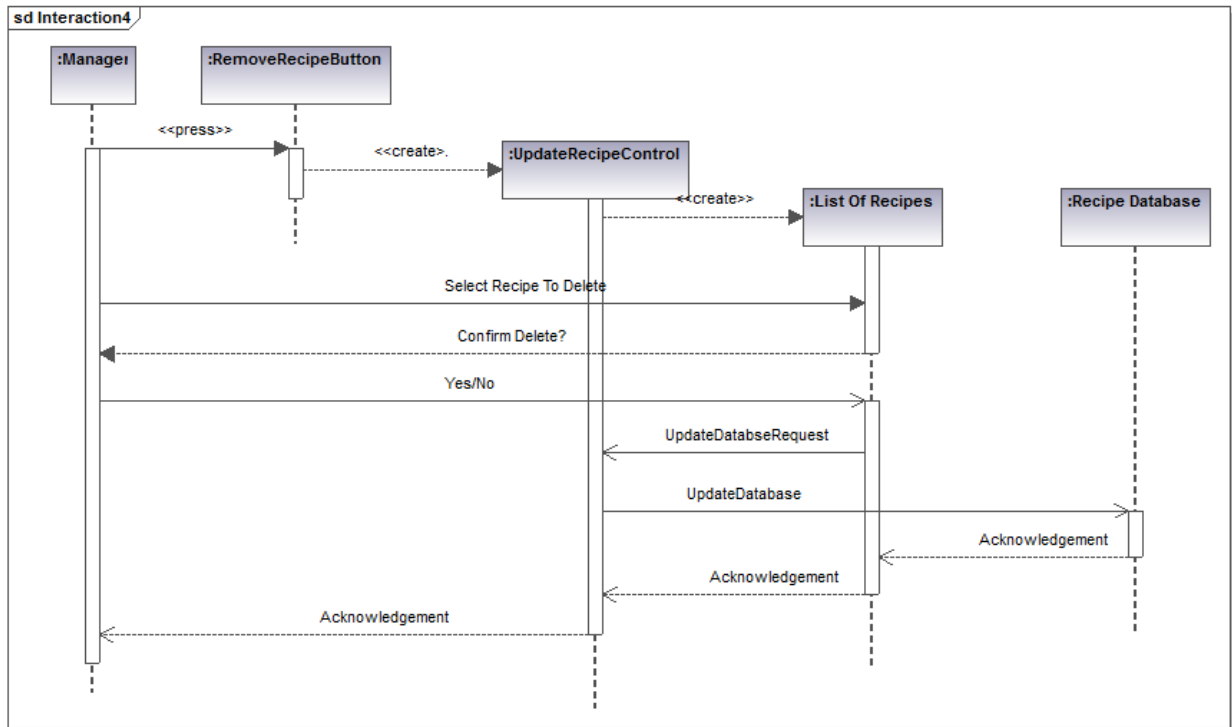 sd Interaction4
:Manager
:RemoveRecipeButton
<<press>>
<<create>.
:UpdateRecipeControl
<<create>>
:List Of Recipes
:Recipe Database
Select Recipe To Delete
Confirm Delete?
Yes/No
UpdateDatabseRequest
UpdateDatabase
Acknowledgement
Acknowledgement
Acknowledgement